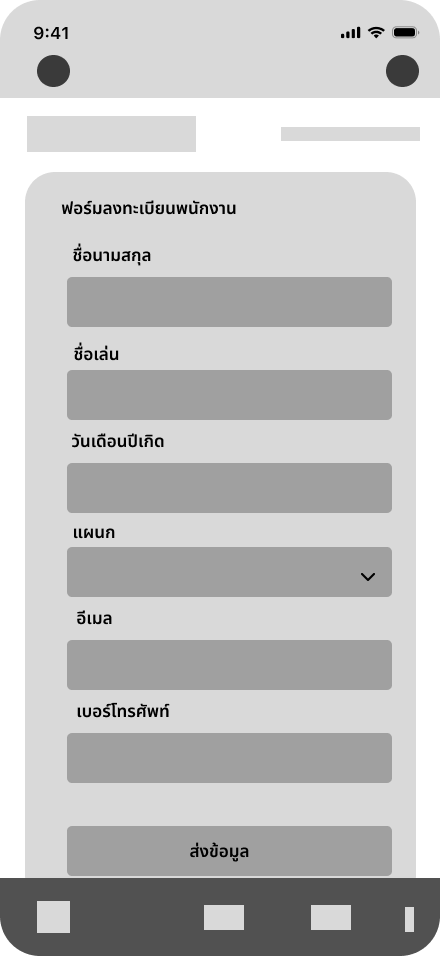 9:41
ฟอร์มลงทะเบียนพนักงาน
ชื่อนามสกุล
ชื่อเล่น
วันเดือนปีเกิด
แผนก
อีเมล
เบอร์โทรศัพท์
ส่งข้อมูล